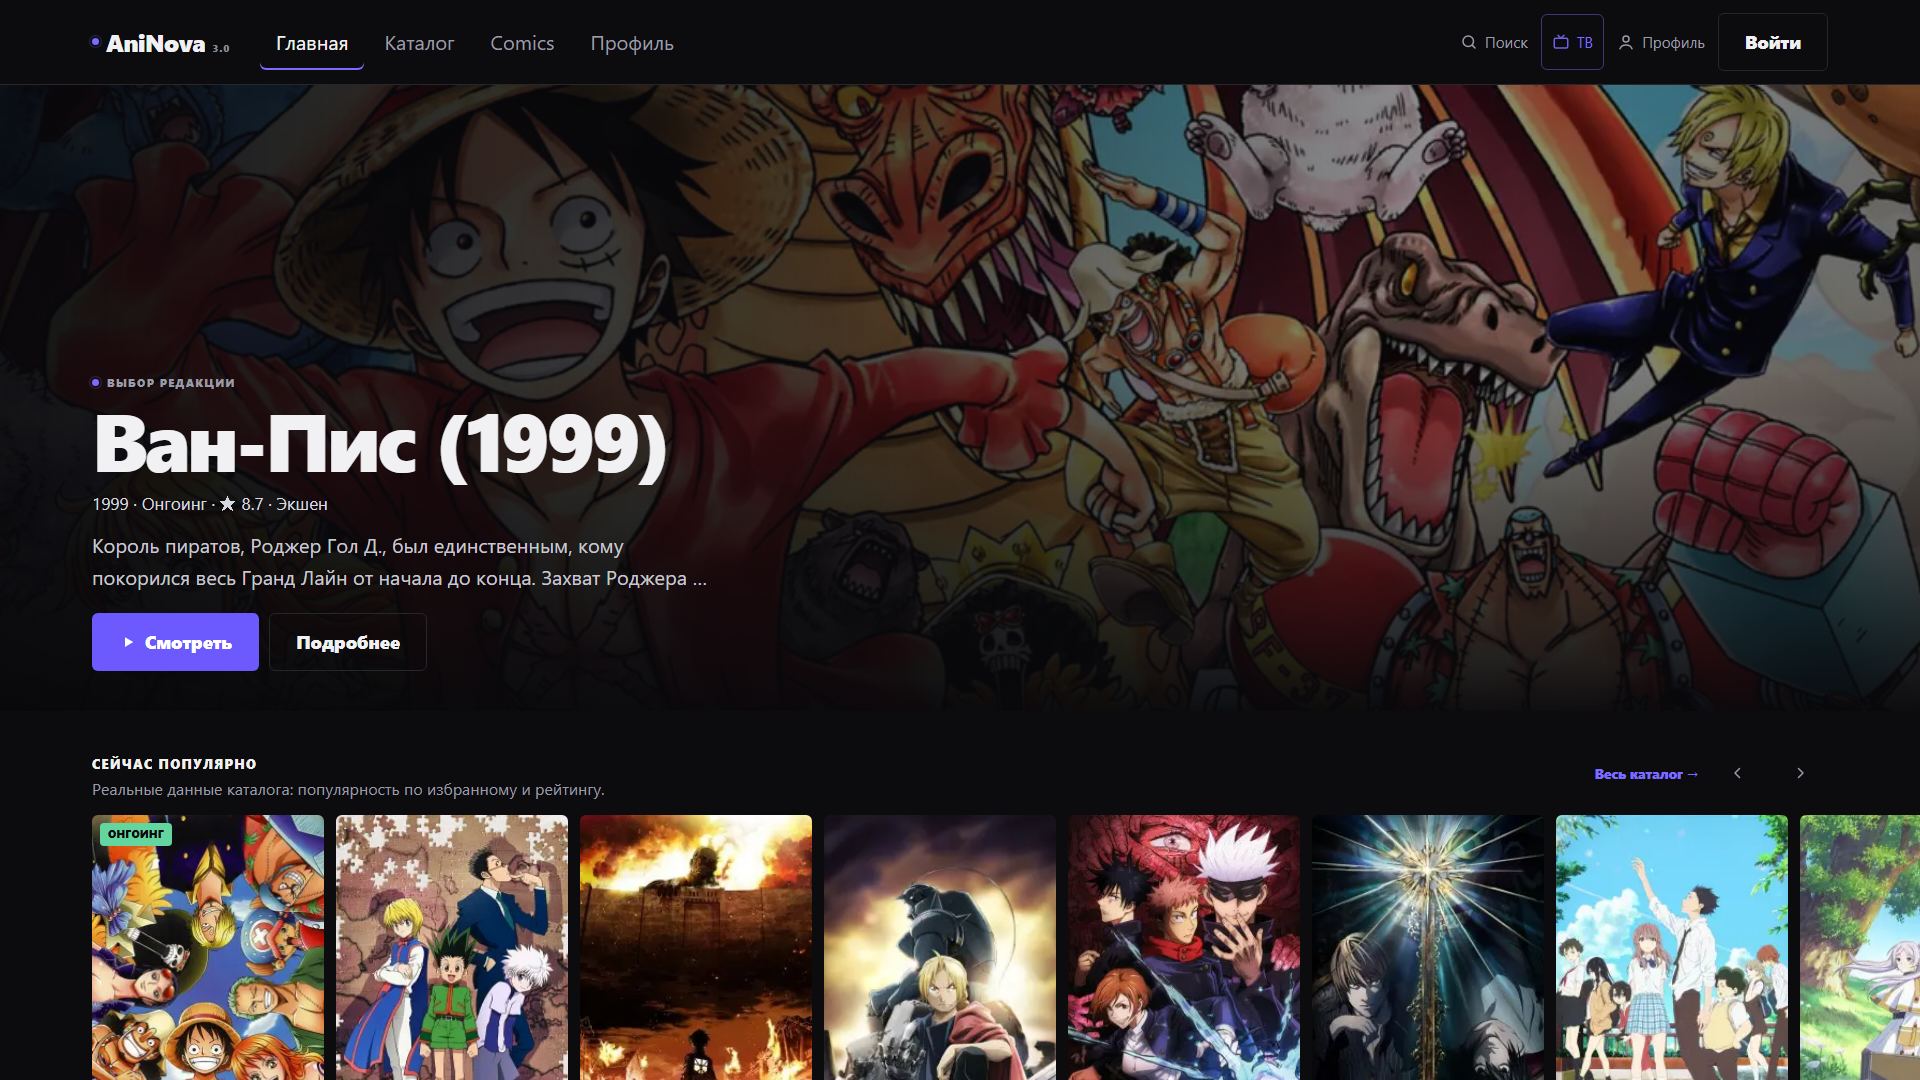 AniNova 3.0
Главная
Каталог
Comics
Профиль
Поиск
ТВ
Профиль
Войти
ВЫБОР РЕДАКЦИИ
Ван-Пис (1999)
1999 · Онгоинг · ★ 8.7 · Экшен
Король пиратов, Роджер Гол Д., был единственным, кому
покорился весь Гранд Лайн от начала до конца. Захват Роджера ...
Смотреть
Подробнее
СЕЙЧАС ПОПУЛЯРНО
Реальные данные каталога: популярность по избранному и рейтингу.
Весь каталог →
ОНГОИНГ